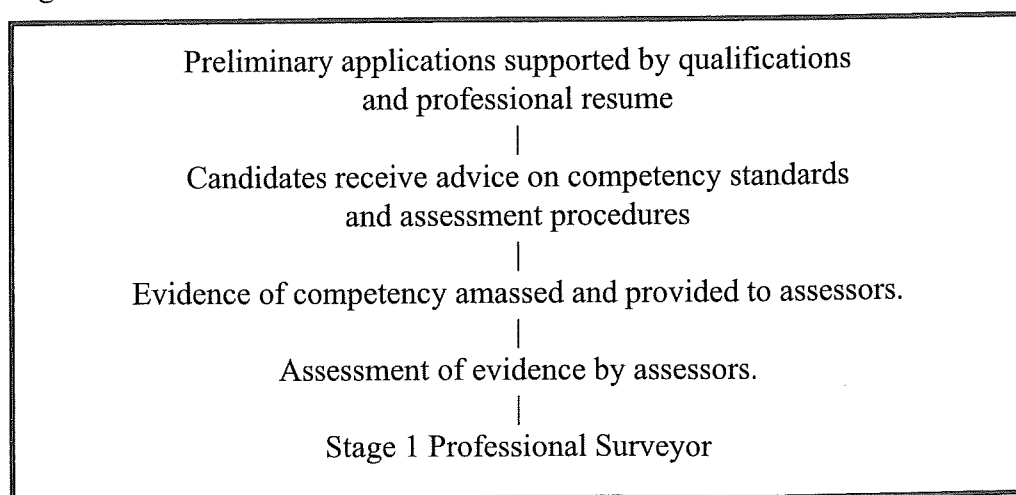 Preliminary applications supported by qualifications
and professional resume
|
Candidates receive advice on competency standards
and assessment procedures
|
Evidence of competency amassed and provided to assessors.
|
Assessment of evidence by assessors.
|
Stage 1 Professional Surveyor